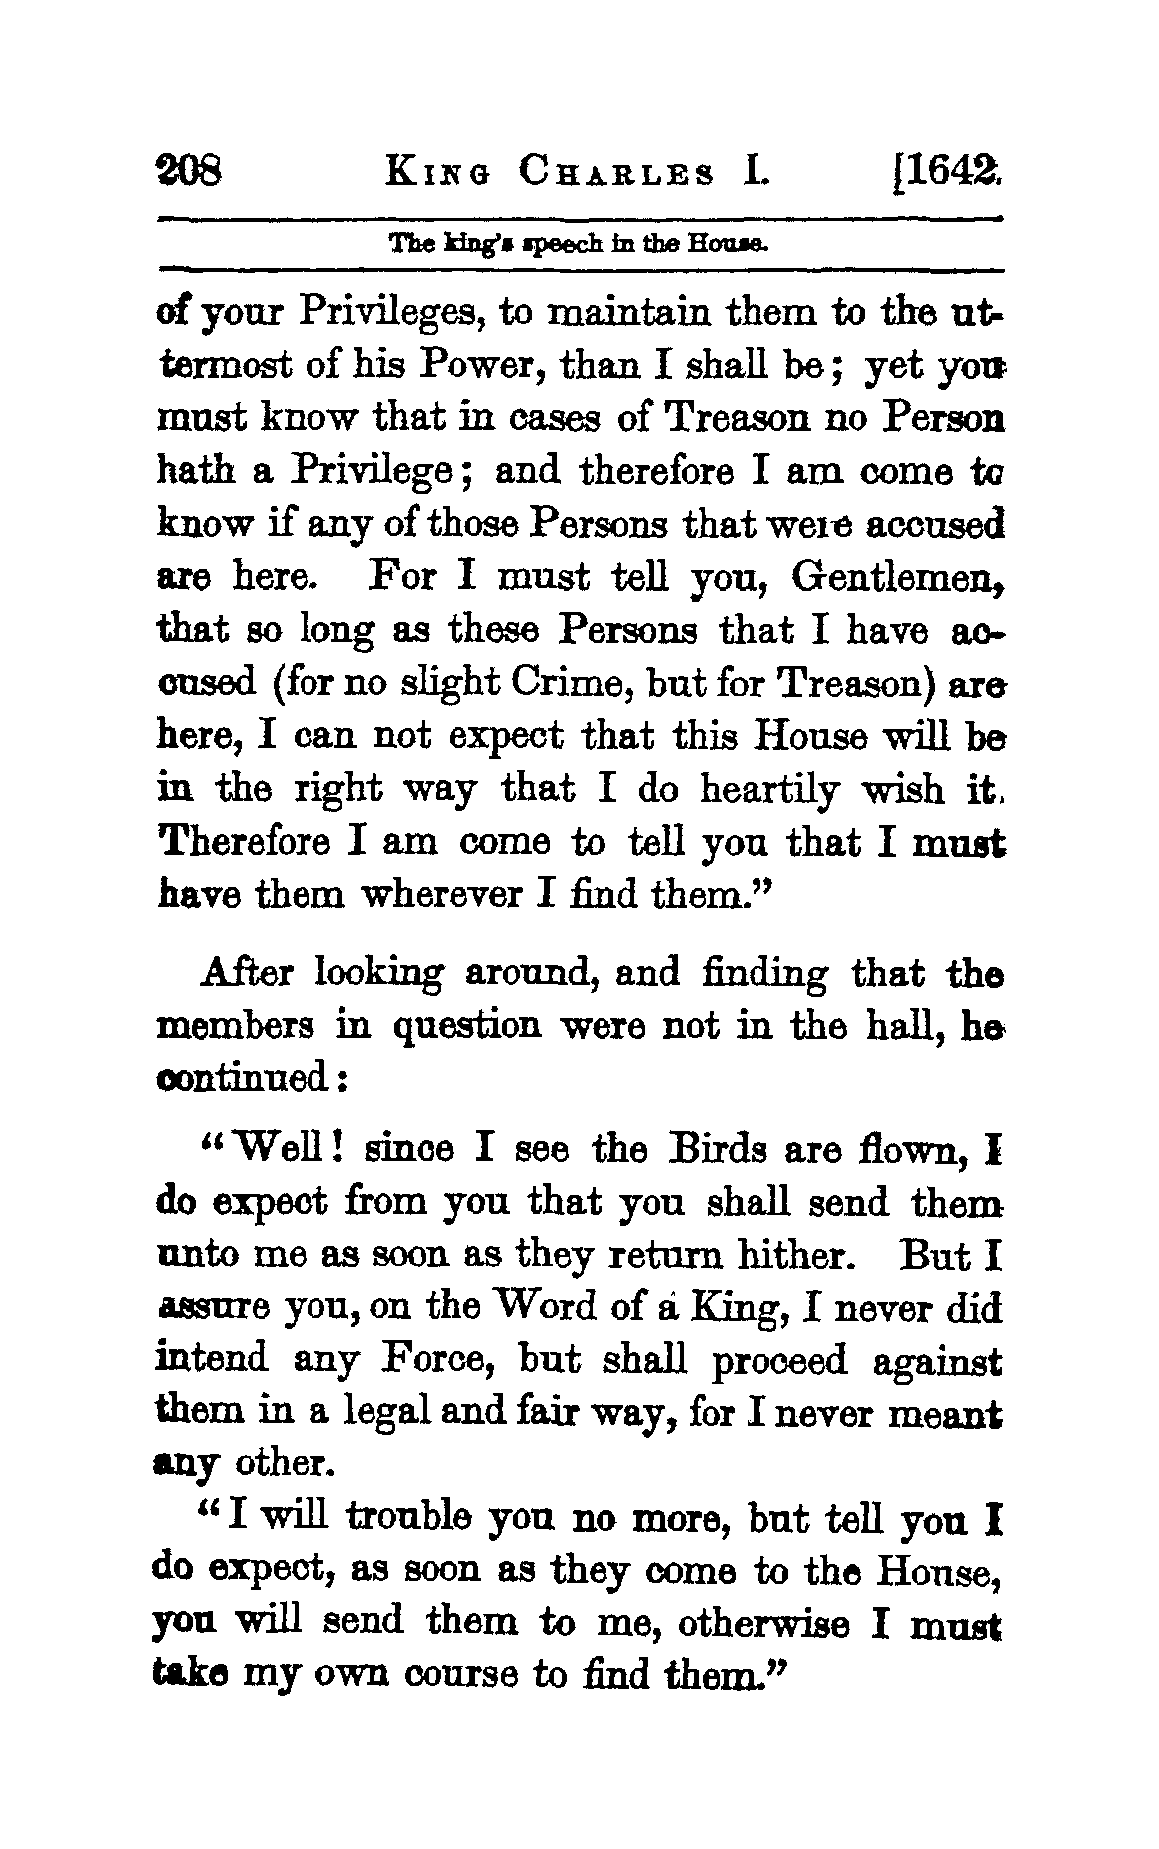 208 KING CHARLES I. [1642.
The king's speech in the House.
of your Privileges, to maintain them to the ut-
termost of his Power, than I shall be; yet you
must know that in cases of Treason no Person
hath a Privilege; and therefore I am come to
know if any of those Persons that were accused
are here. For I must tell you, Gentlemen,
that so long as these Persons that I have ac-
cused (for no slight Crime, but for Treason) are
here, I can not expect that this House will be
in the right way that I do heartily wish it.
Therefore I am come to tell you that I must
have them wherever I find them."
After looking around, and finding that the
members in question were not in the hall, he
continued:
"Well! since I see the Birds are flown, I
do expect from you that you shall send them
unto me as soon as they return hither. But I
assure you, on the Word of a King, I never did
intend any Force, but shall proceed against
them in a legal and fair way, for I never meant
any other.
"I will trouble you no more, but tell you I
do expect, as soon as they come to the House,
you will send them to me, otherwise I must
take my own course to find them."